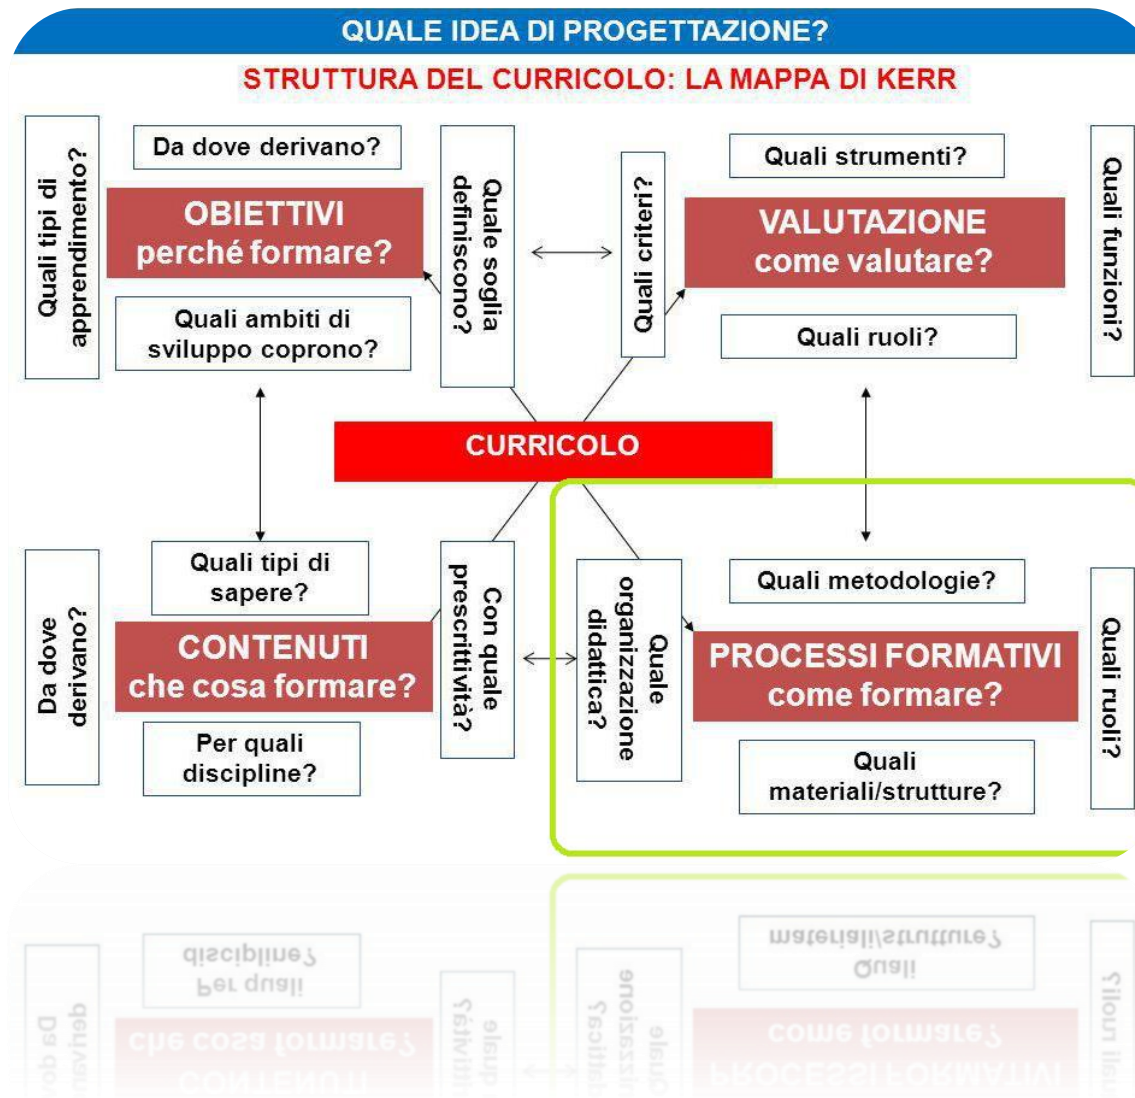 QUALE IDEA DI PROGETTAZIONE?
STRUTTURA DEL CURRICOLO: LA MAPPA DI KERR
Quali tipi di
apprendimento?
Da dove derivano?
OBIETTIVI
perché formare?
Quali ambiti di
sviluppo coprono?
Quale soglia
definiscono?
Quali criteri?
Quali strumenti?
VALUTAZIONE
come valutare?
Quali ruoli?
Quali funzioni?
CURRICOLO
Da dove
derivano?
Quali tipi di
sapere?
CONTENUTI
che cosa formare?
Per quali
discipline?
Con quale
prescrittività?
Quale
organizzazione
didattica?
Quali metodologie?
PROCESSI FORMATIVI
come formare?
Quali
materiali/strutture?
Quali ruoli?